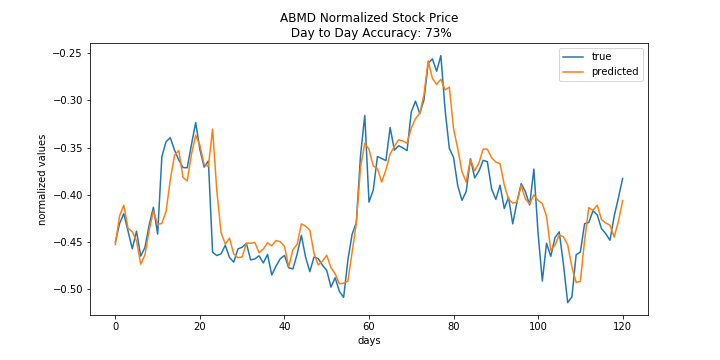 ABMD Normalized Stock Price
Day to Day Accuracy: 73%
true
predicted
normalized values
−0.25
−0.30
−0.35
−0.40
−0.45
−0.50
0
20
40
60
80
100
120
days